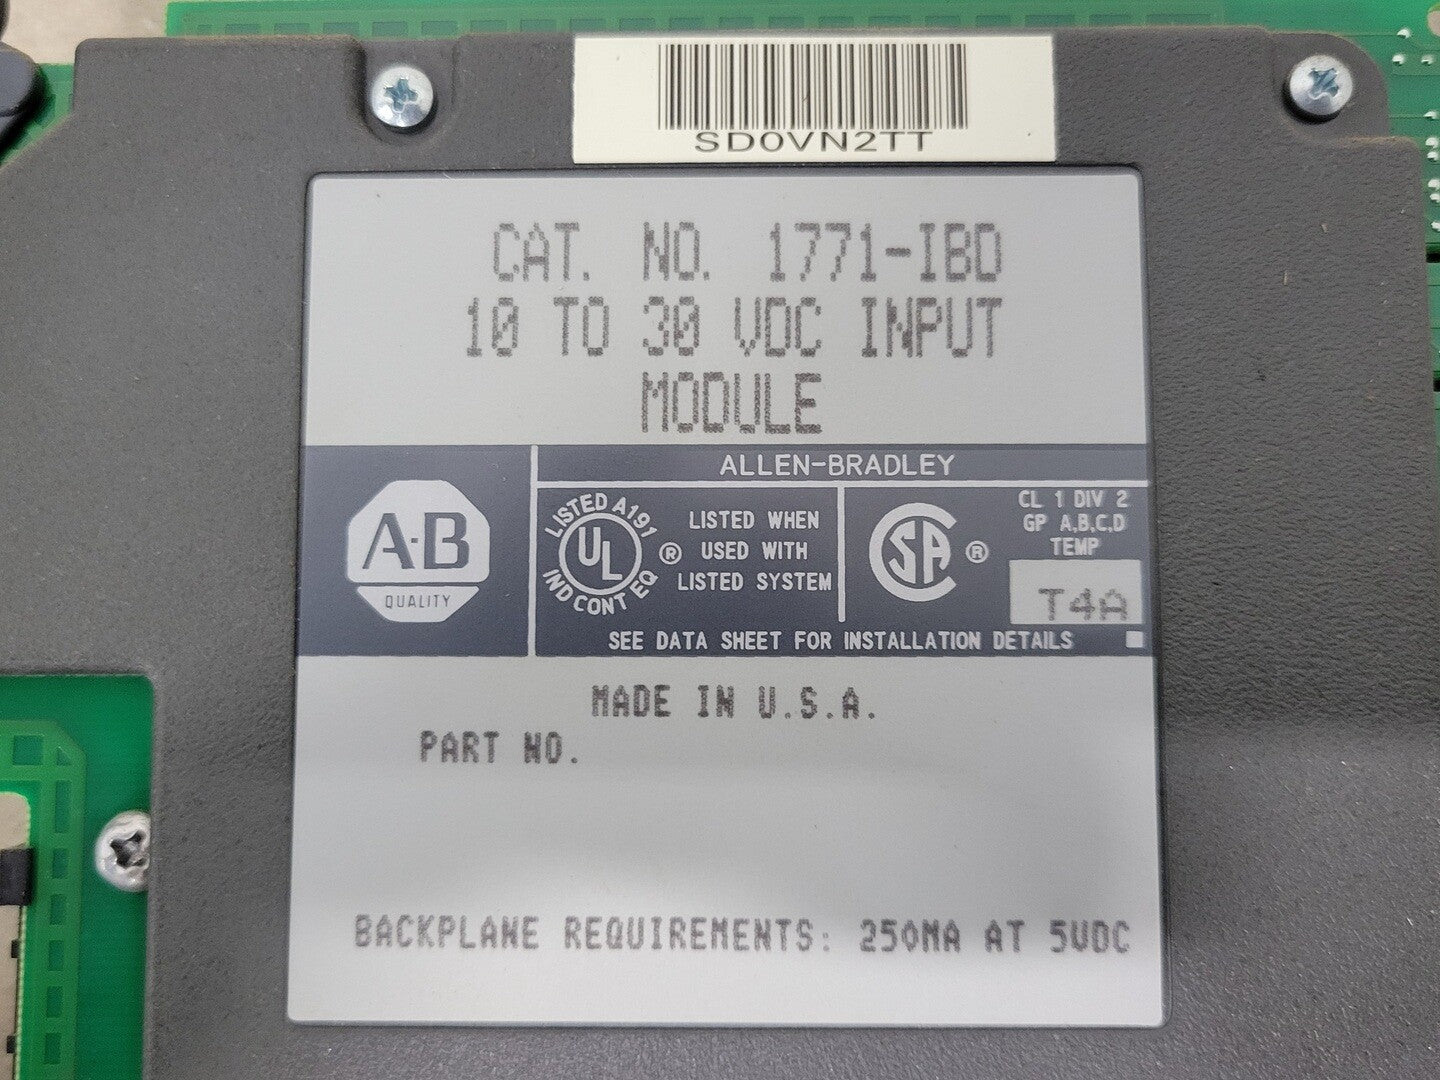 SD0VN2TT
CAT. NO. 1771-IBD
10 TO 30 VDC INPUT
MODULE
ALLEN-BRADLEY
A·B
QUALITY
LISTED A191
UL
IND CONT EQ
®
LISTED WHEN
USED WITH
LISTED SYSTEM
SA
®
CL 1 DIV 2
GP A,B,C,D
TEMP
T4A
SEE DATA SHEET FOR INSTALLATION DETAILS
MADE IN U.S.A.
PART NO.
BACKPLANE REQUIREMENTS: 250MA AT 5VDC